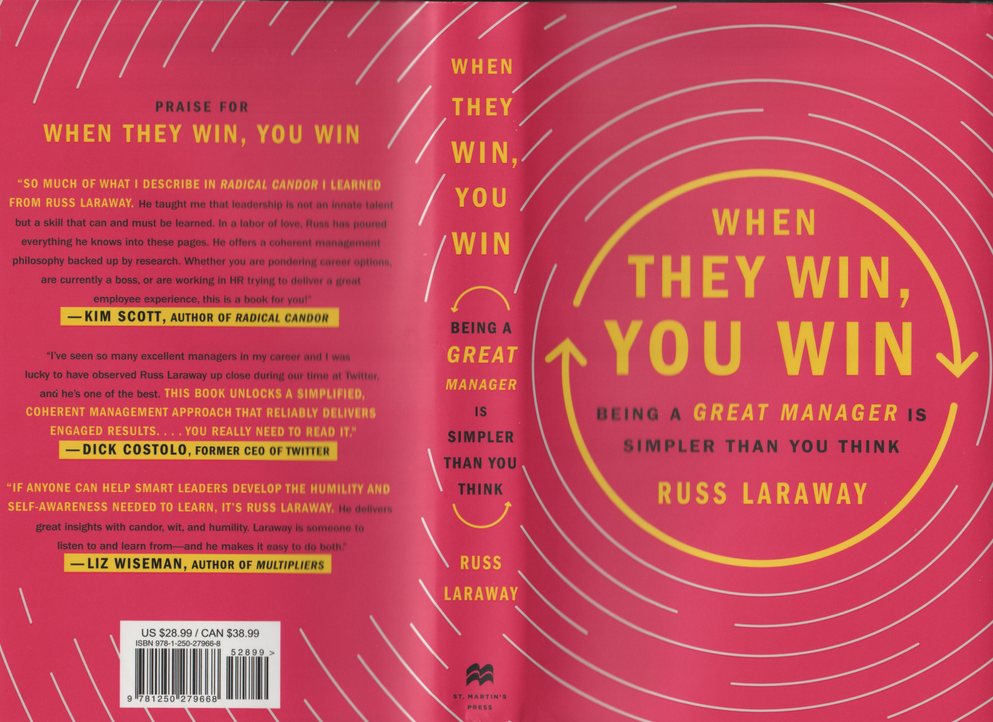 PRAISE FOR
WHEN THEY WIN, YOU WIN
“SO MUCH OF WHAT I DESCRIBE IN RADICAL CANDOR I LEARNED
FROM RUSS LARAWAY. He taught me that leadership is not an innate talent
but a skill that can and must be learned. In a labor of love, Russ has poured
everything he knows into these pages. He offers a coherent management
philosophy backed up by research. Whether you are pondering career options,
are currently a boss, or are working in HR trying to deliver a great
employee experience, this is a book for you!”
—KIM SCOTT, AUTHOR OF RADICAL CANDOR
“I’ve seen so many excellent managers in my career and I was
lucky to have observed Russ Laraway up close during our time at Twitter,
and he’s one of the best. THIS BOOK UNLOCKS A SIMPLIFIED,
COHERENT MANAGEMENT APPROACH THAT RELIABLY DELIVERS
ENGAGED RESULTS. . . . YOU REALLY NEED TO READ IT.”
—DICK COSTOLO, FORMER CEO OF TWITTER
“IF ANYONE CAN HELP SMART LEADERS DEVELOP THE HUMILITY AND
SELF-AWARENESS NEEDED TO LEARN, IT’S RUSS LARAWAY. He delivers
great insights with candor, wit, and humility. Laraway is someone to
listen to and learn from—and he makes it easy to do both.”
—LIZ WISEMAN, AUTHOR OF MULTIPLIERS
US $28.99 / CAN $38.99
ISBN 978-1-250-27966-8
52899 >
9 781250 279668
WHEN
THEY
WIN,
YOU
WIN
BEING A
GREAT
MANAGER
IS
SIMPLER
THAN YOU
THINK
RUSS
LARAWAY
ST. MARTIN’S
PRESS
WHEN
THEY WIN,
YOU WIN
BEING A GREAT MANAGER IS
SIMPLER THAN YOU THINK
RUSS LARAWAY